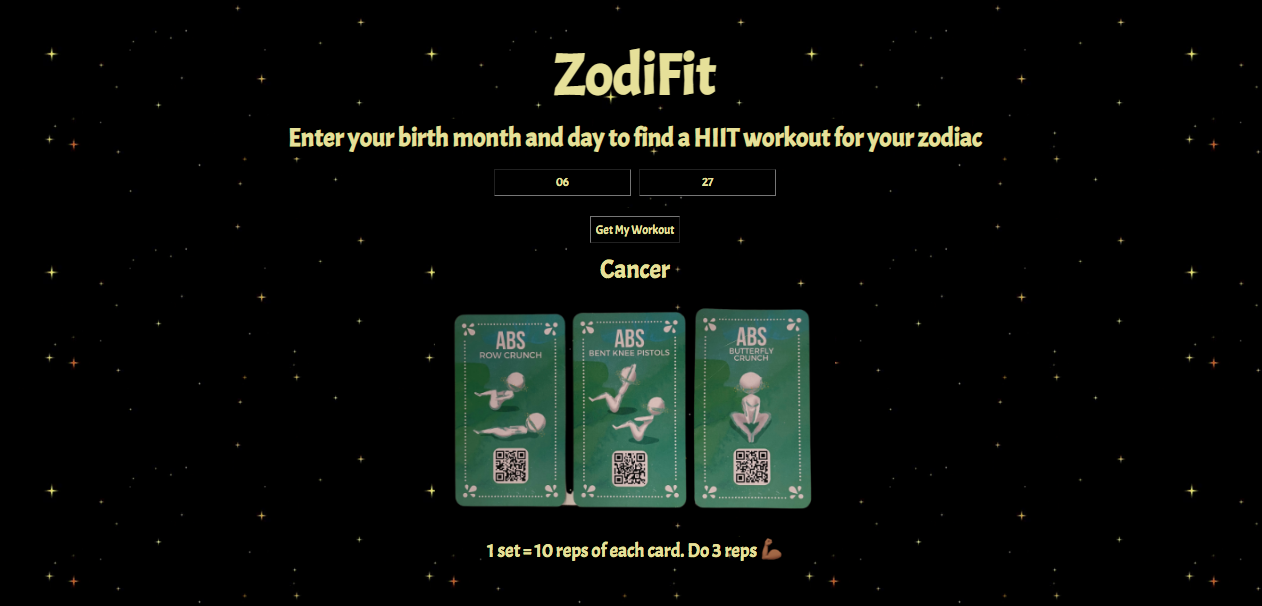 ZodiFit
Enter your birth month and day to find a HIIT workout for your zodiac
06 27
Get My Workout
Cancer
ABS
ROW CRUNCH
ABS
BENT KNEE PISTOLS
ABS
BUTTERFLY
CRUNCH
1 set = 10 reps of each card. Do 3 reps 💪🏾